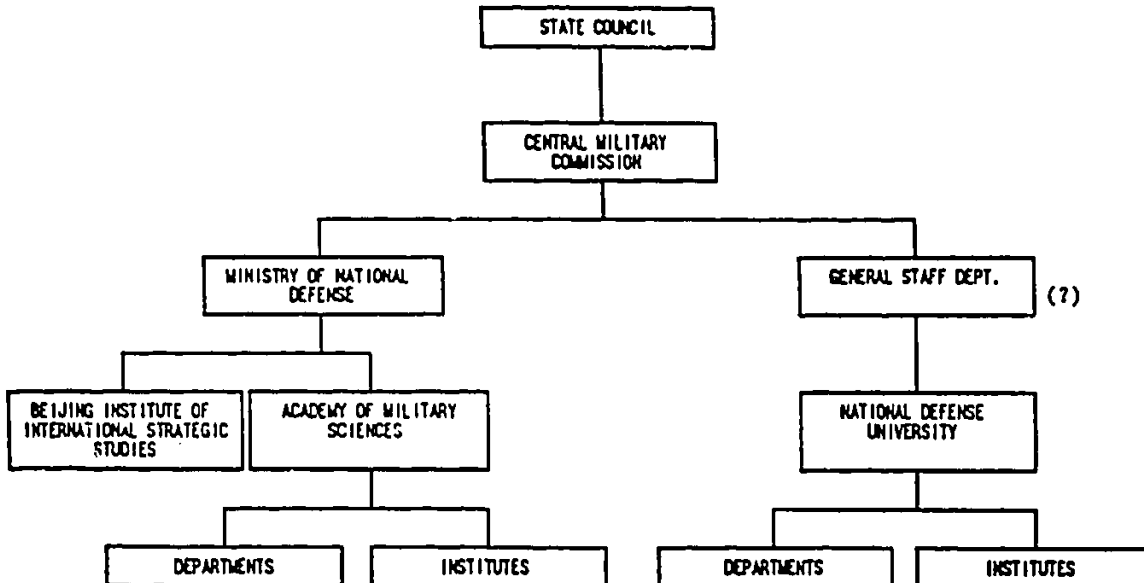 STATE COUNCIL
CENTRAL MILITARY
COMMISSION
MINISTRY OF NATIONAL
DEFENSE
GENERAL STAFF DEPT.
(?)
BEIJING INSTITUTE OF
INTERNATIONAL STRATEGIC
STUDIES
ACADEMY OF MILITARY
SCIENCES
NATIONAL DEFENSE
UNIVERSITY
DEPARTMENTS
INSTITUTES
DEPARTMENTS
INSTITUTES